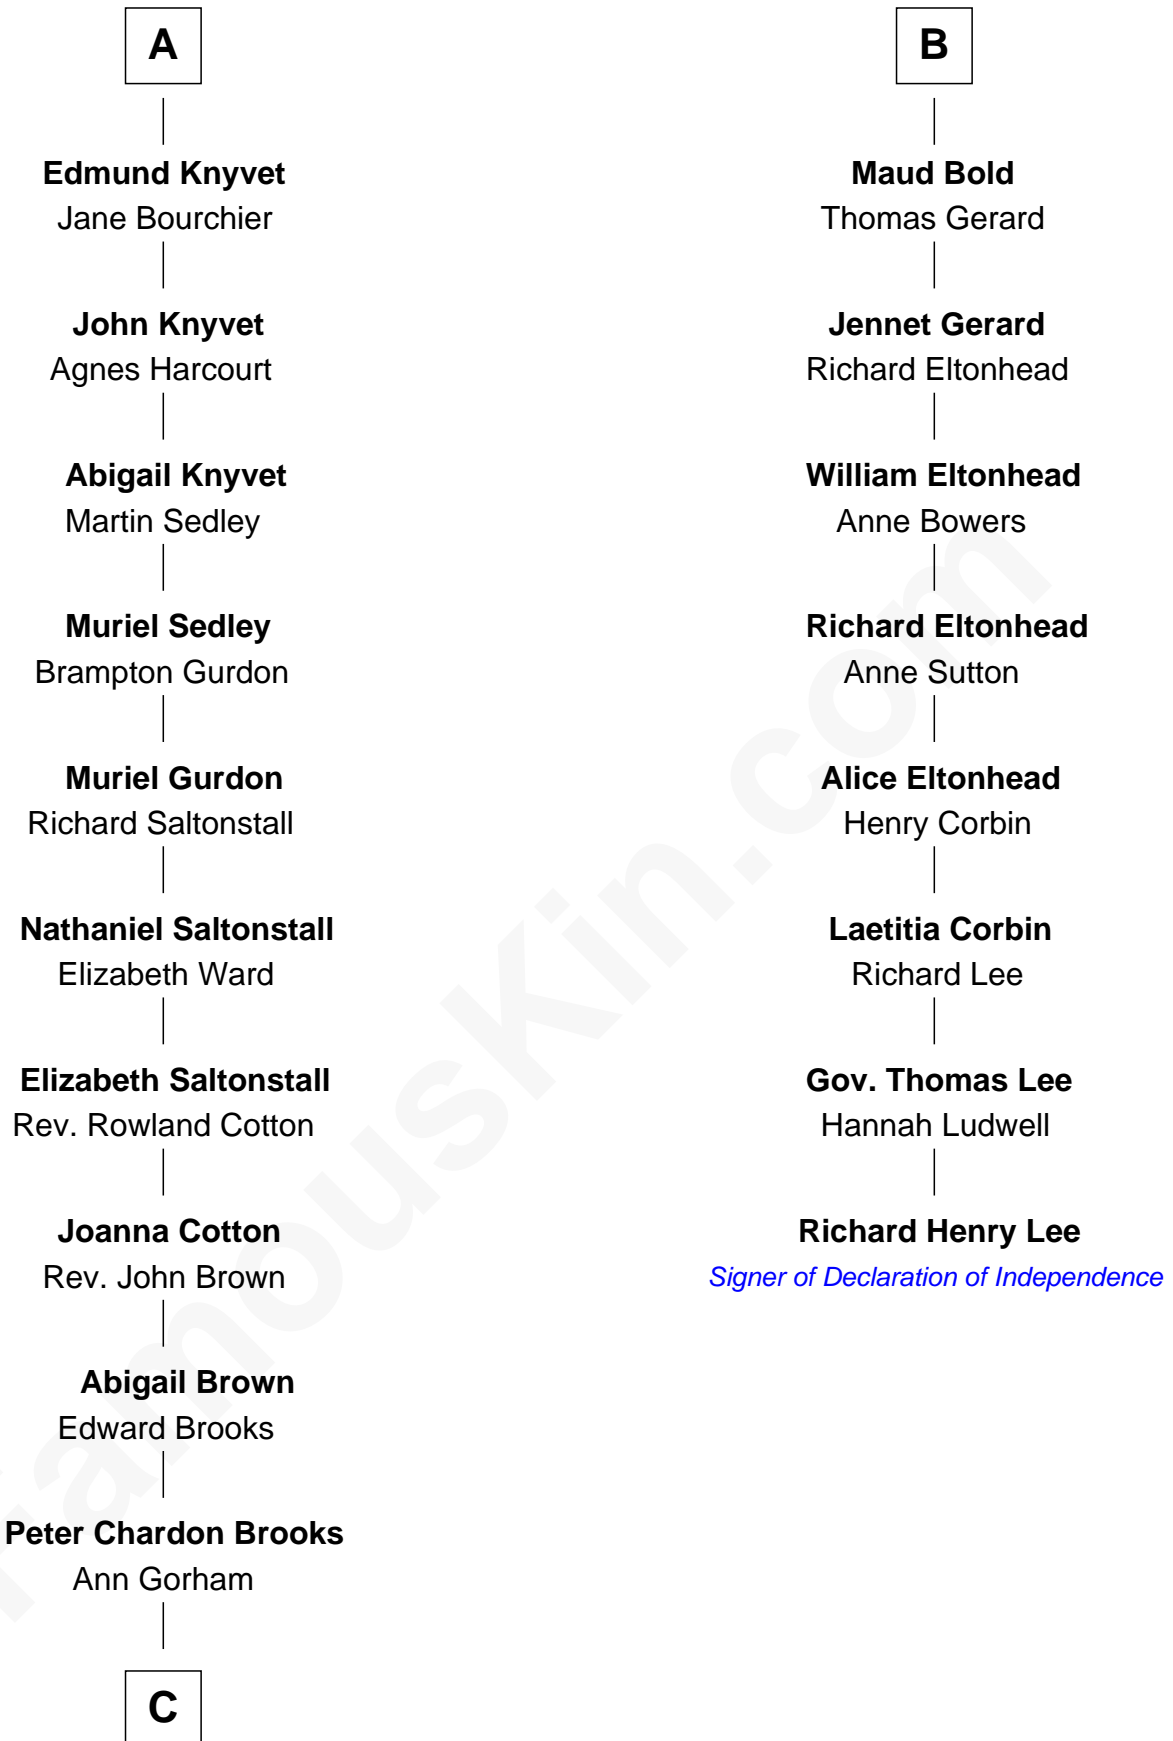 A
Edmund Knyvet
Jane Bourchier
John Knyvet
Agnes Harcourt
Abigail Knyvet
Martin Sedley
Muriel Sedley
Brampton Gurdon
Muriel Gurdon
Richard Saltonstall
Nathaniel Saltonstall
Elizabeth Ward
Elizabeth Saltonstall
Rev. Rowland Cotton
Joanna Cotton
Rev. John Brown
Abigail Brown
Edward Brooks
Peter Chardon Brooks
Ann Gorham
C
B
Maud Bold
Thomas Gerard
Jennet Gerard
Richard Eltonhead
William Eltonhead
Anne Bowers
Richard Eltonhead
Anne Sutton
Alice Eltonhead
Henry Corbin
Laetitia Corbin
Richard Lee
Gov. Thomas Lee
Hannah Ludwell
Richard Henry Lee
Signer of Declaration of Independence
FamousKin.com